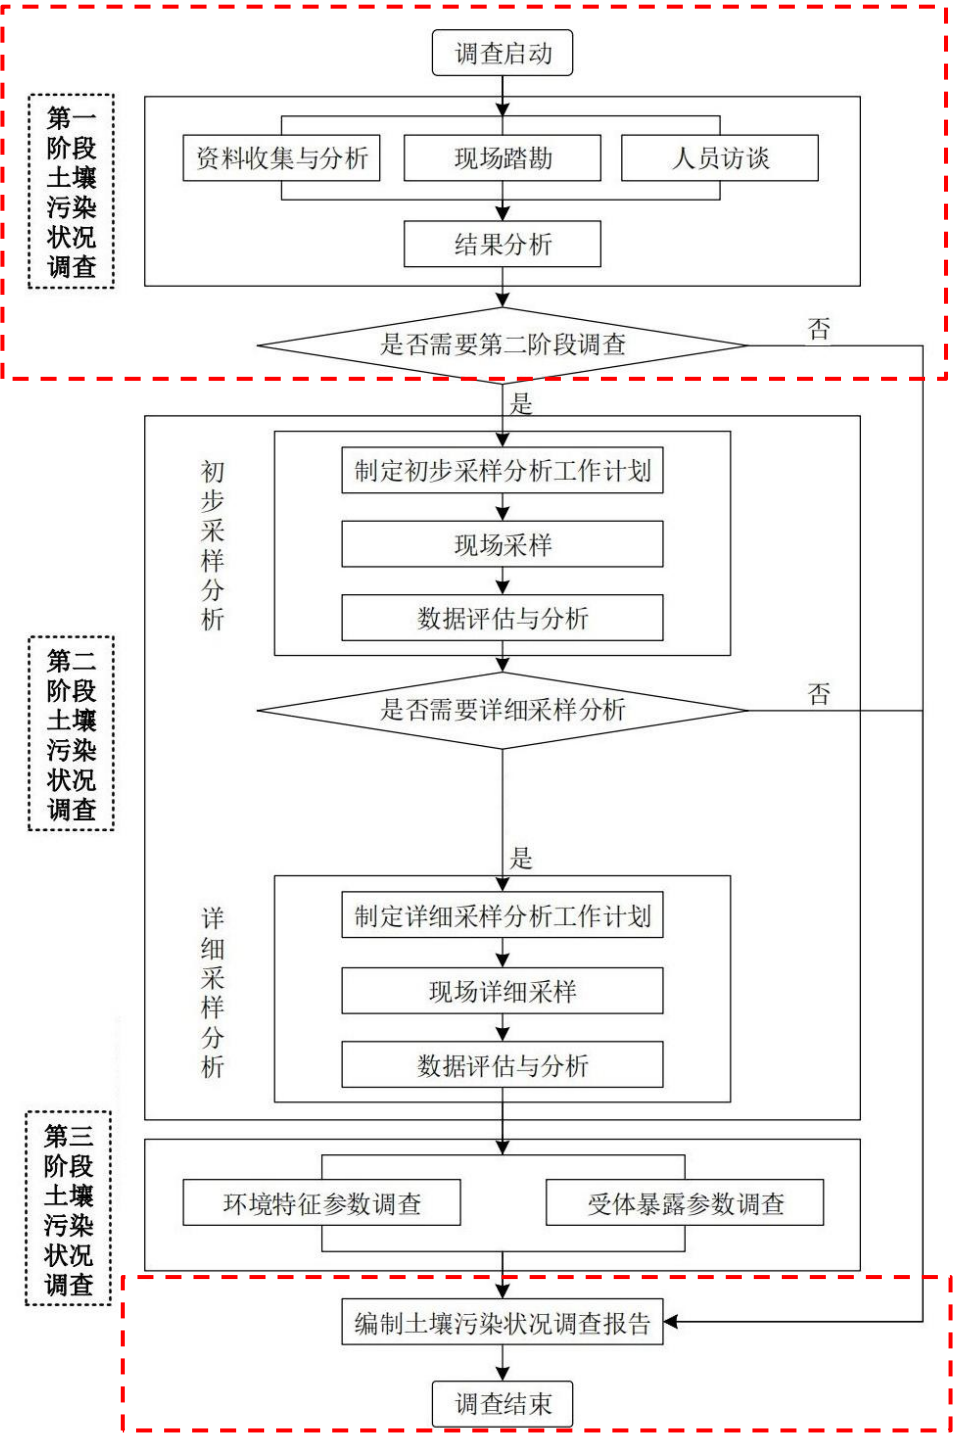 调查启动
第一
阶段
土壤
污染
状况
调查
资料收集与分析
现场踏勘
人员访谈
结果分析
是否需要第二阶段调查
否
是
初
步
采
样
分
析
制定初步采样分析工作计划
现场采样
数据评估与分析
第二
阶段
土壤
污染
状况
调查
是否需要详细采样分析
否
是
详
细
采
样
分
析
制定详细采样分析工作计划
现场详细采样
数据评估与分析
第三
阶段
土壤
污染
状况
调查
环境特征参数调查
受体暴露参数调查
编制土壤污染状况调查报告
调查结束